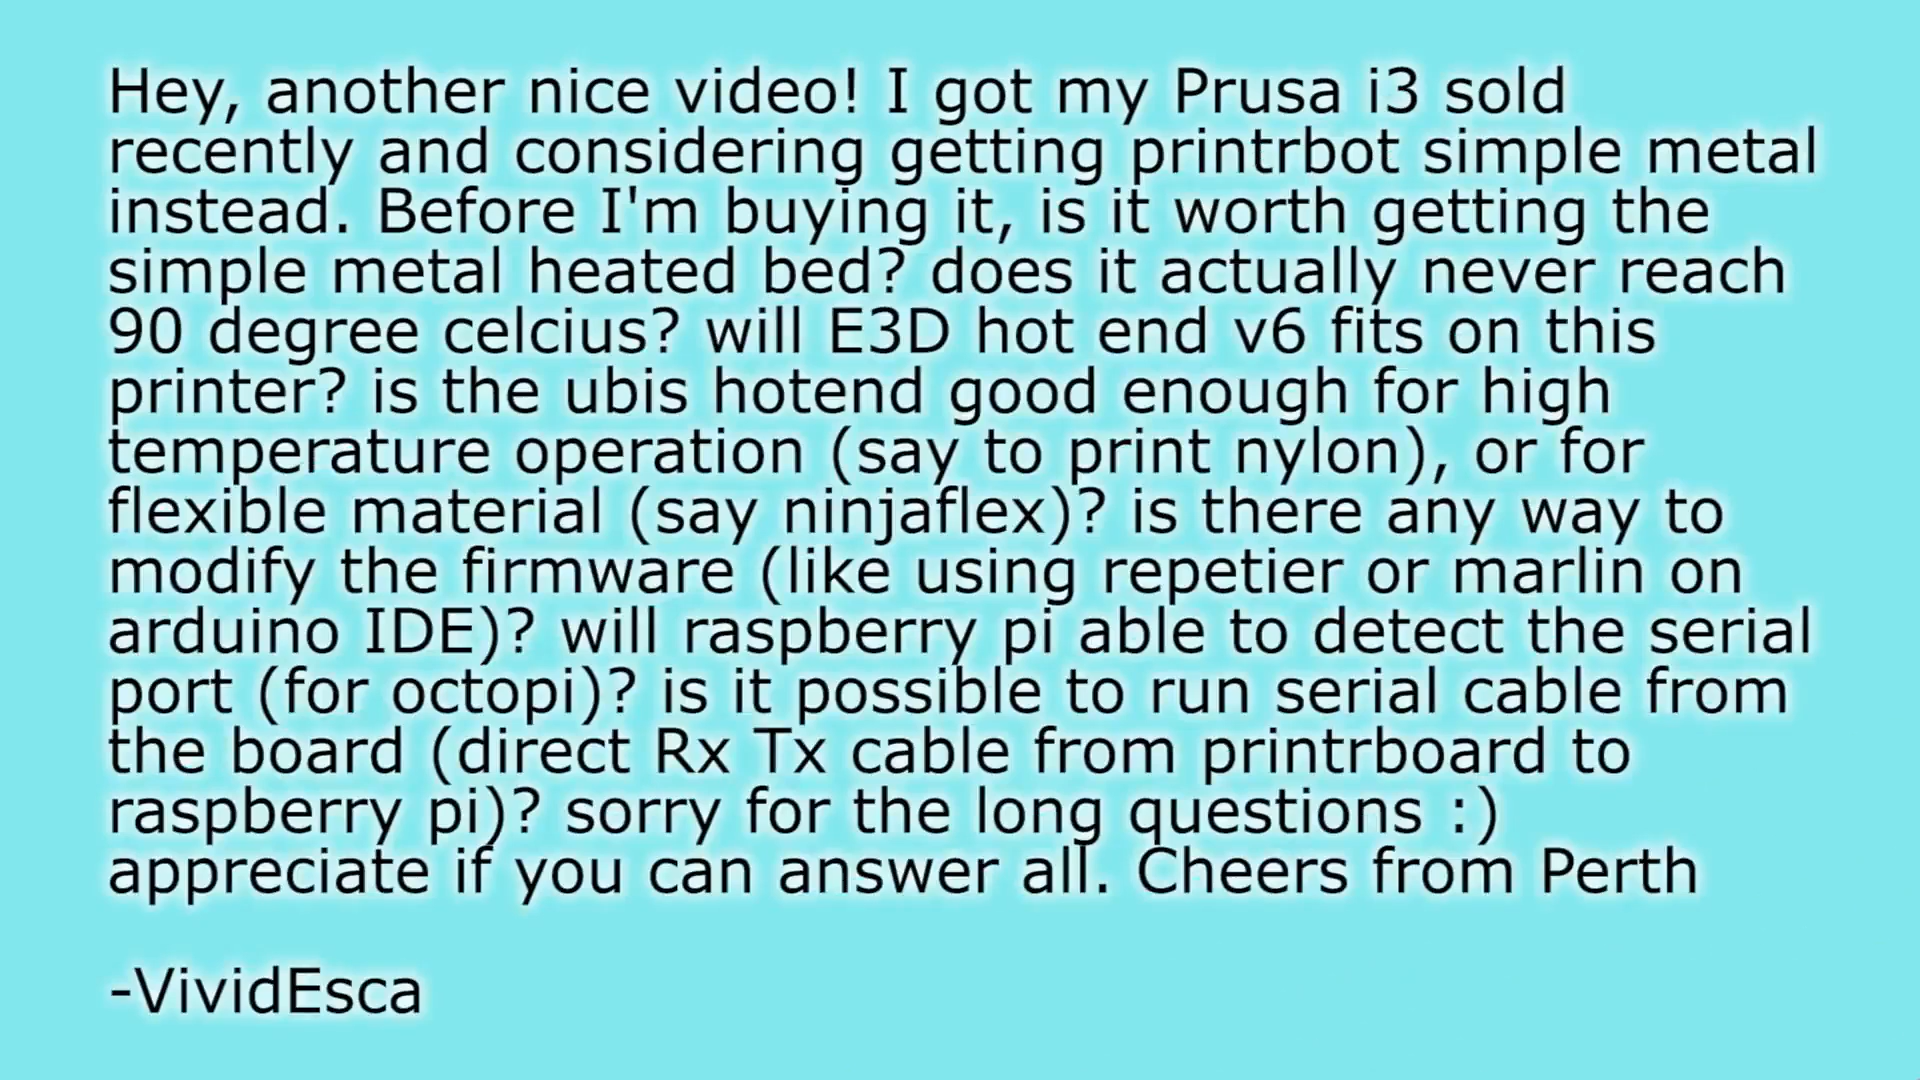 Hey, another nice video! I got my Prusa i3 sold
recently and considering getting printrbot simple metal
instead. Before I'm buying it, is it worth getting the
simple metal heated bed? does it actually never reach
90 degree celcius? will E3D hot end v6 fits on this
printer? is the ubis hotend good enough for high
temperature operation (say to print nylon), or for
flexible material (say ninjaflex)? is there any way to
modify the firmware (like using repetier or marlin on
arduino IDE)? will raspberry pi able to detect the serial
port (for octopi)? is it possible to run serial cable from
the board (direct Rx Tx cable from printrboard to
raspberry pi)? sorry for the long questions :)
appreciate if you can answer all. Cheers from Perth
-VividEsca